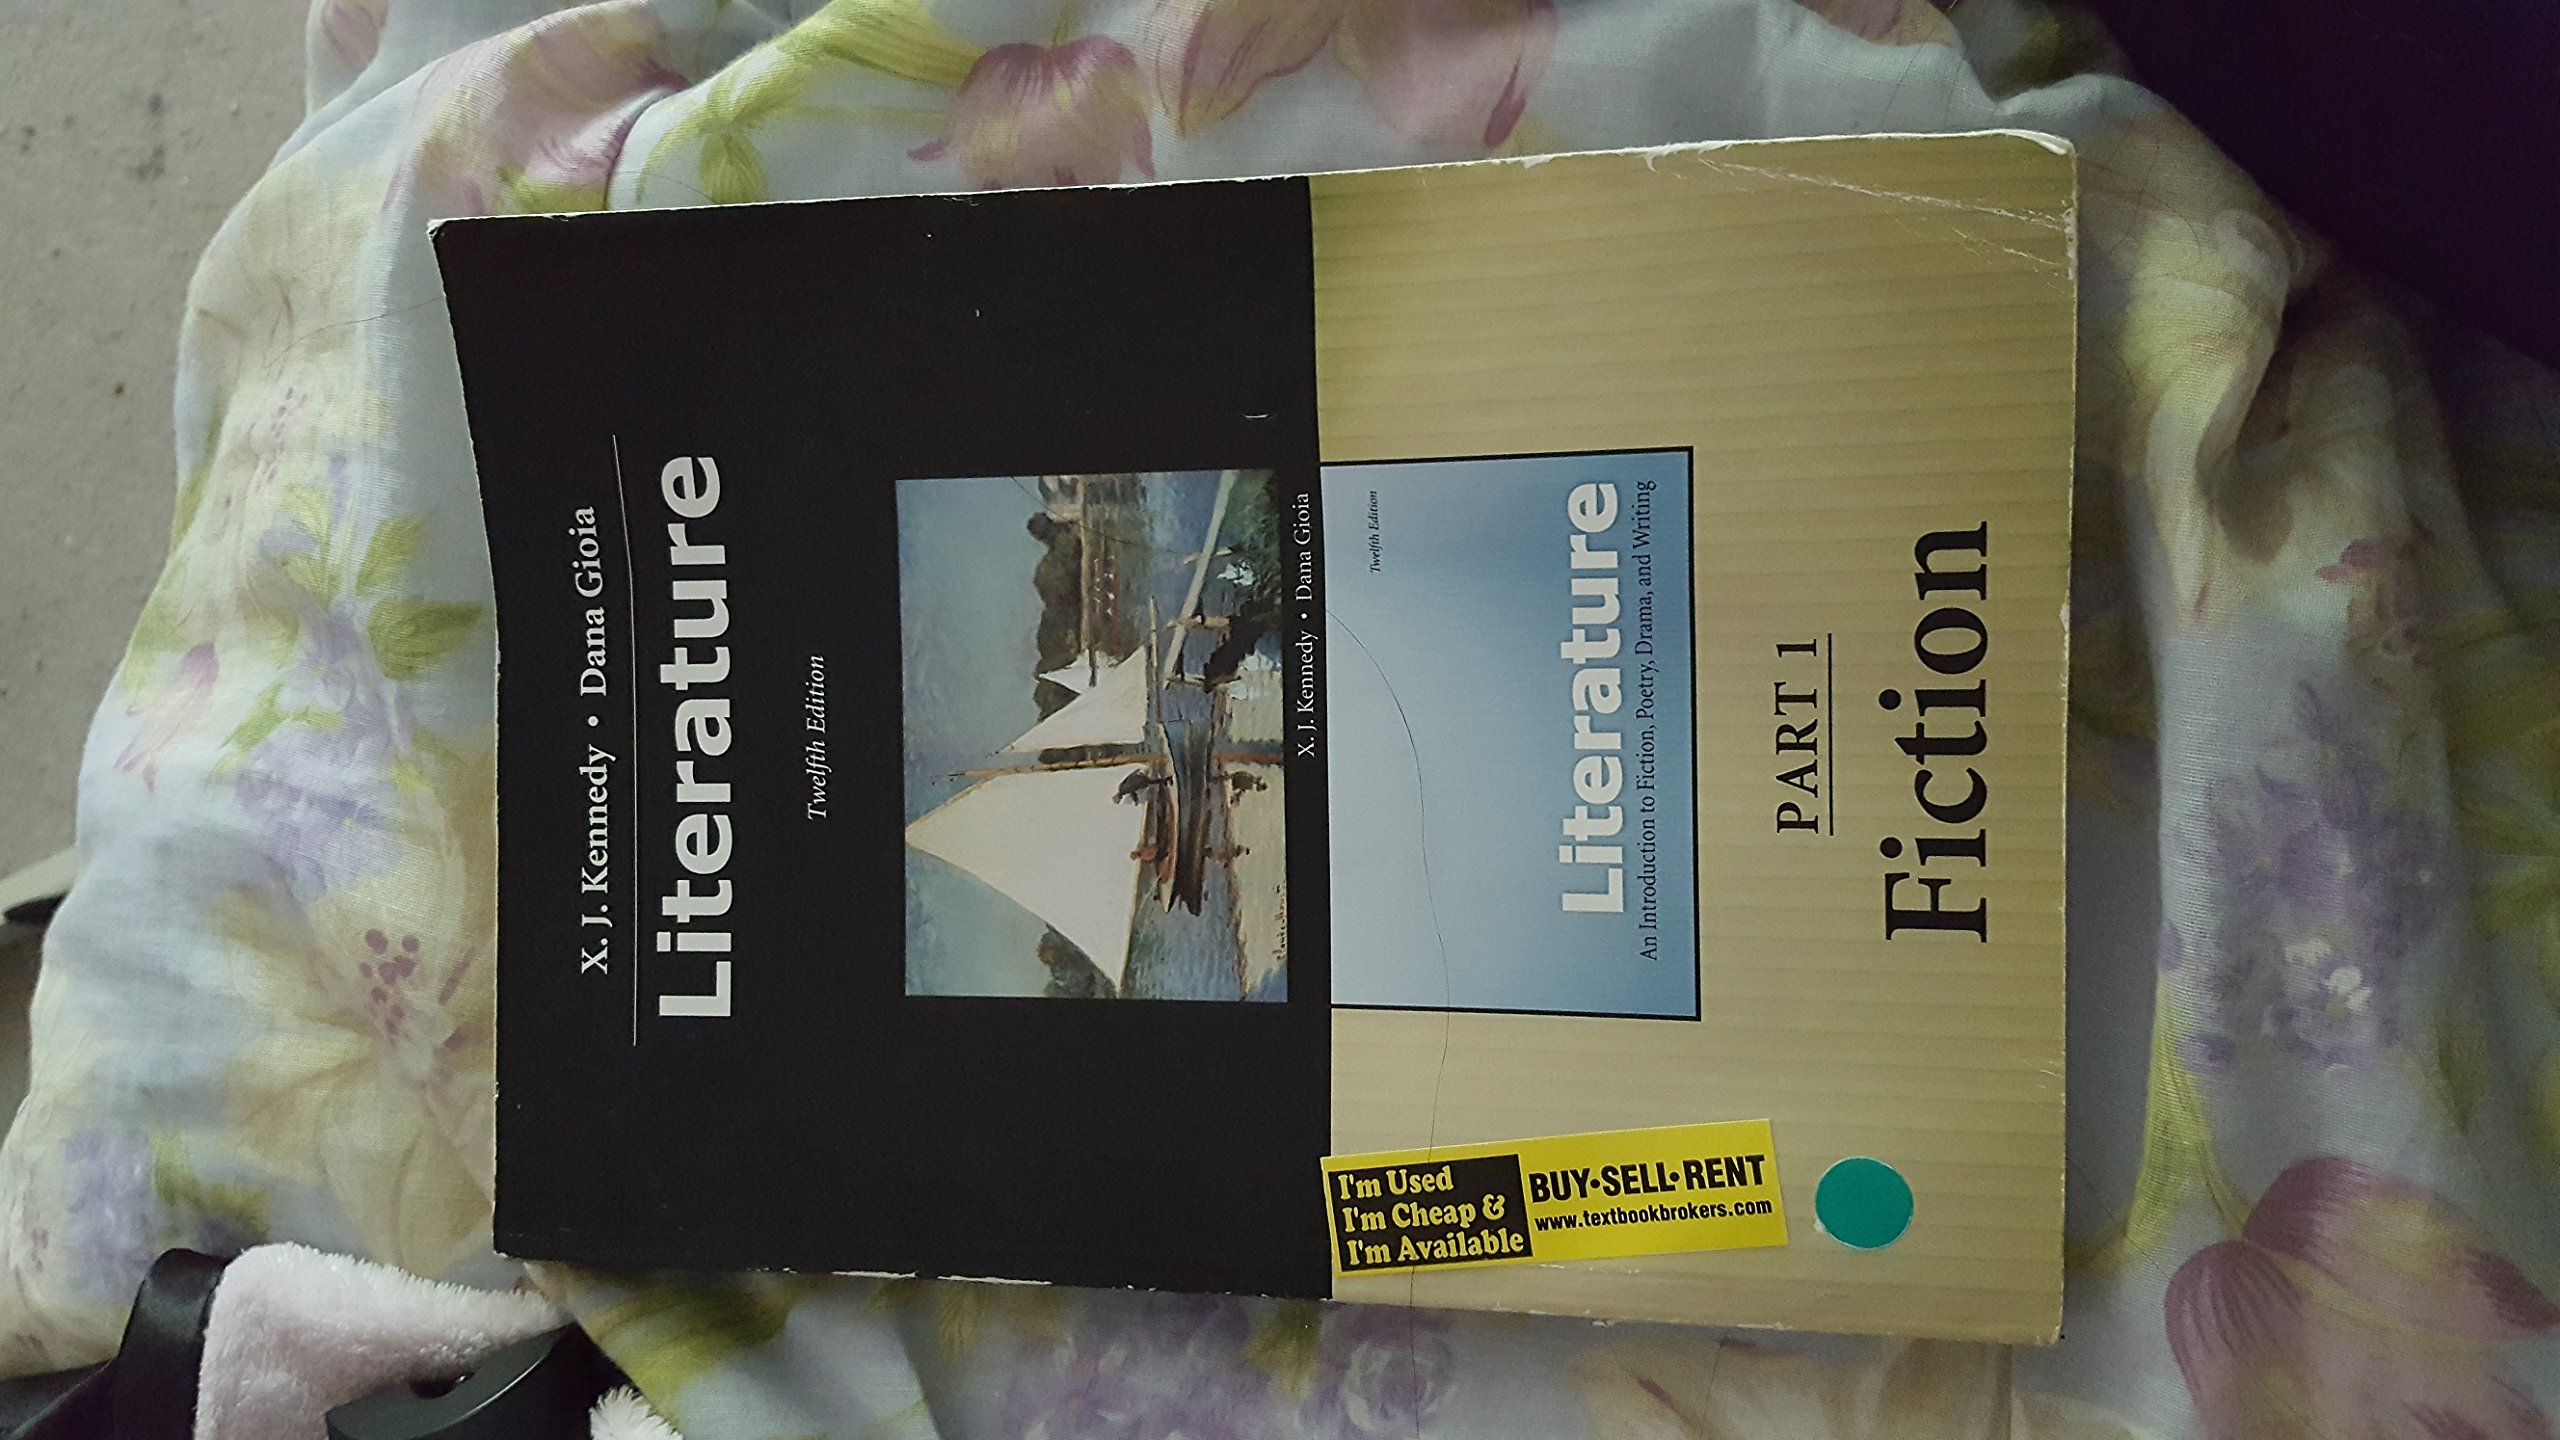 X. J. Kennedy • Dana Gioia
Literature
Twelfth Edition
X. J. Kennedy • Dana Gioia
Twelfth Edition
Literature
An Introduction to Fiction, Poetry, Drama, and Writing
PART 1
Fiction
I'm Used
I'm Cheap &
I'm Available
BUY•SELL•RENT
www.textbookbrokers.com